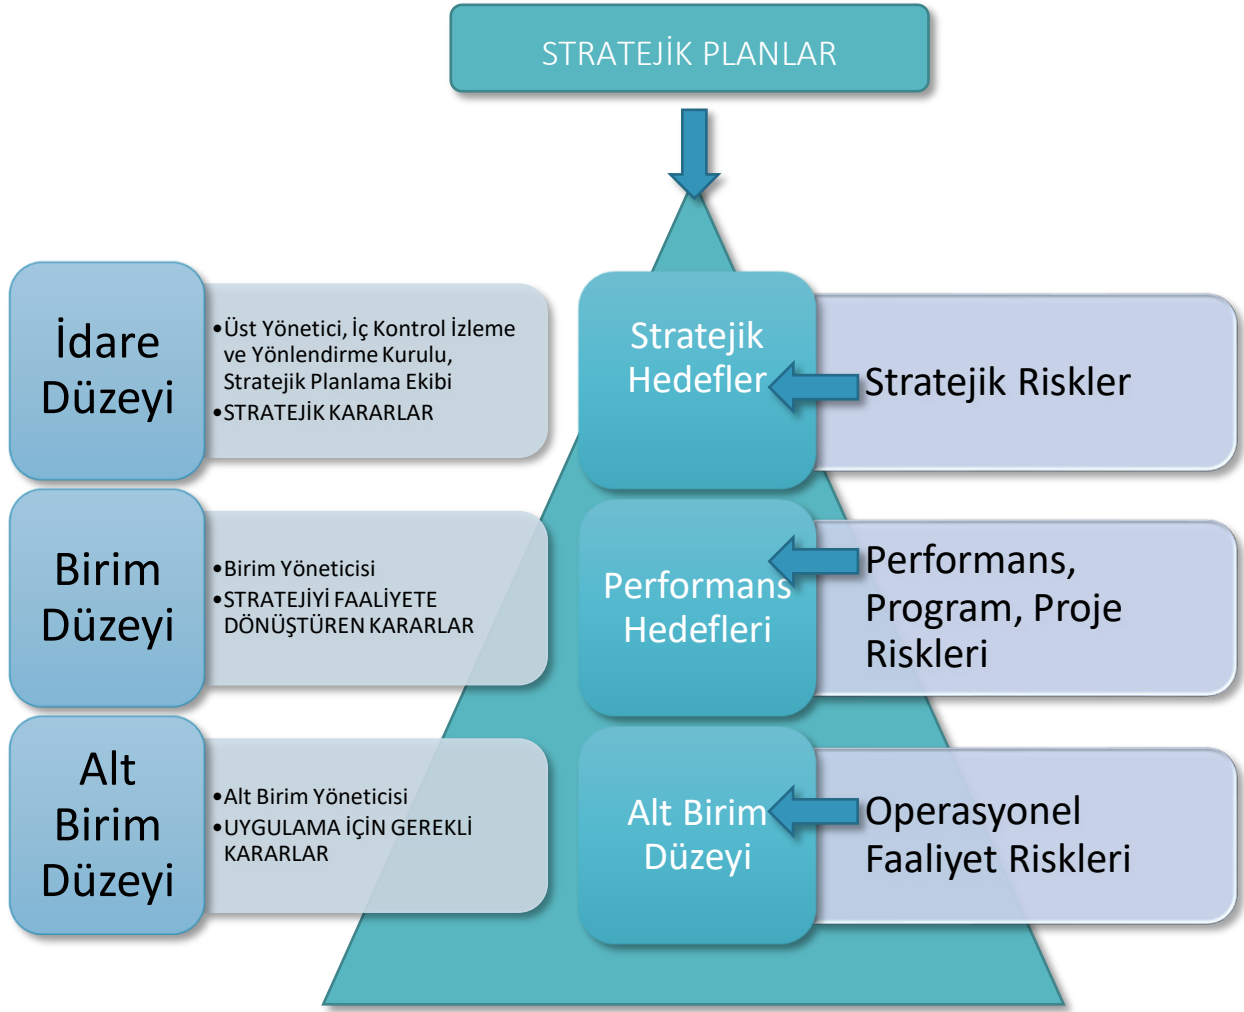 STRATEJİK PLANLAR
İdare
Düzeyi
•Üst Yönetici, İç Kontrol İzleme
ve Yönlendirme Kurulu,
Stratejik Planlama Ekibi
•STRATEJİK KARARLAR
Stratejik
Hedefler
Stratejik Riskler
Birim
Düzeyi
•Birim Yöneticisi
•STRATEJİYİ FAALİYETE
DÖNÜŞTÜREN KARARLAR
Performans
Hedefleri
Performans,
Program, Proje
Riskleri
Alt
Birim
Düzeyi
•Alt Birim Yöneticisi
•UYGULAMA İÇİN GEREKLİ
KARARLAR
Alt Birim
Düzeyi
Operasyonel
Faaliyet Riskleri